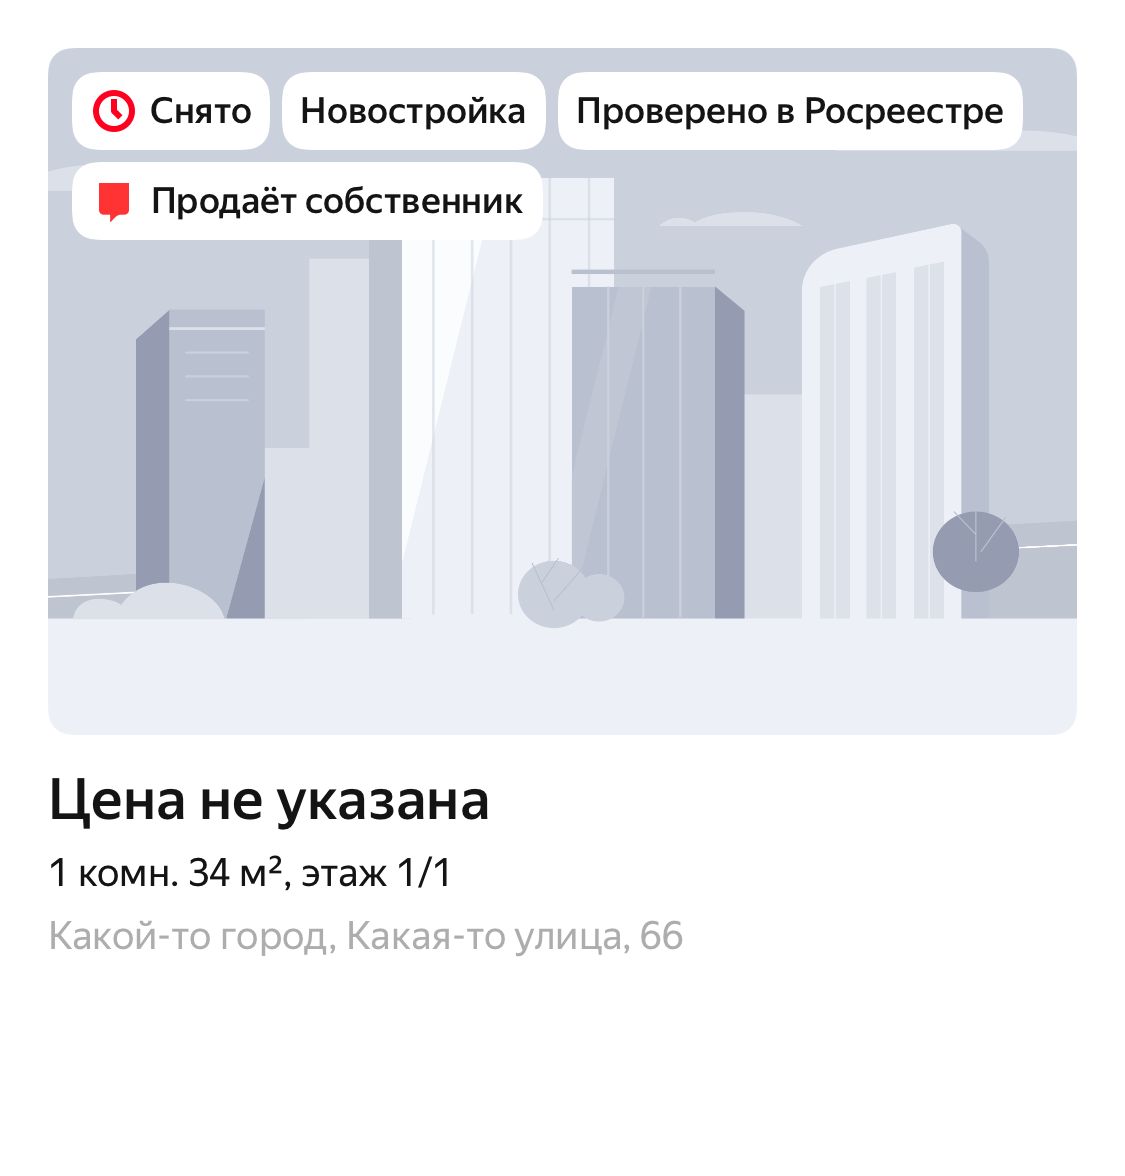 Снято Новостройка Проверено в Росреестре
Продаёт собственник
Цена не указана
1 комн. 34 м², этаж 1/1
Какой-то город, Какая-то улица, 66